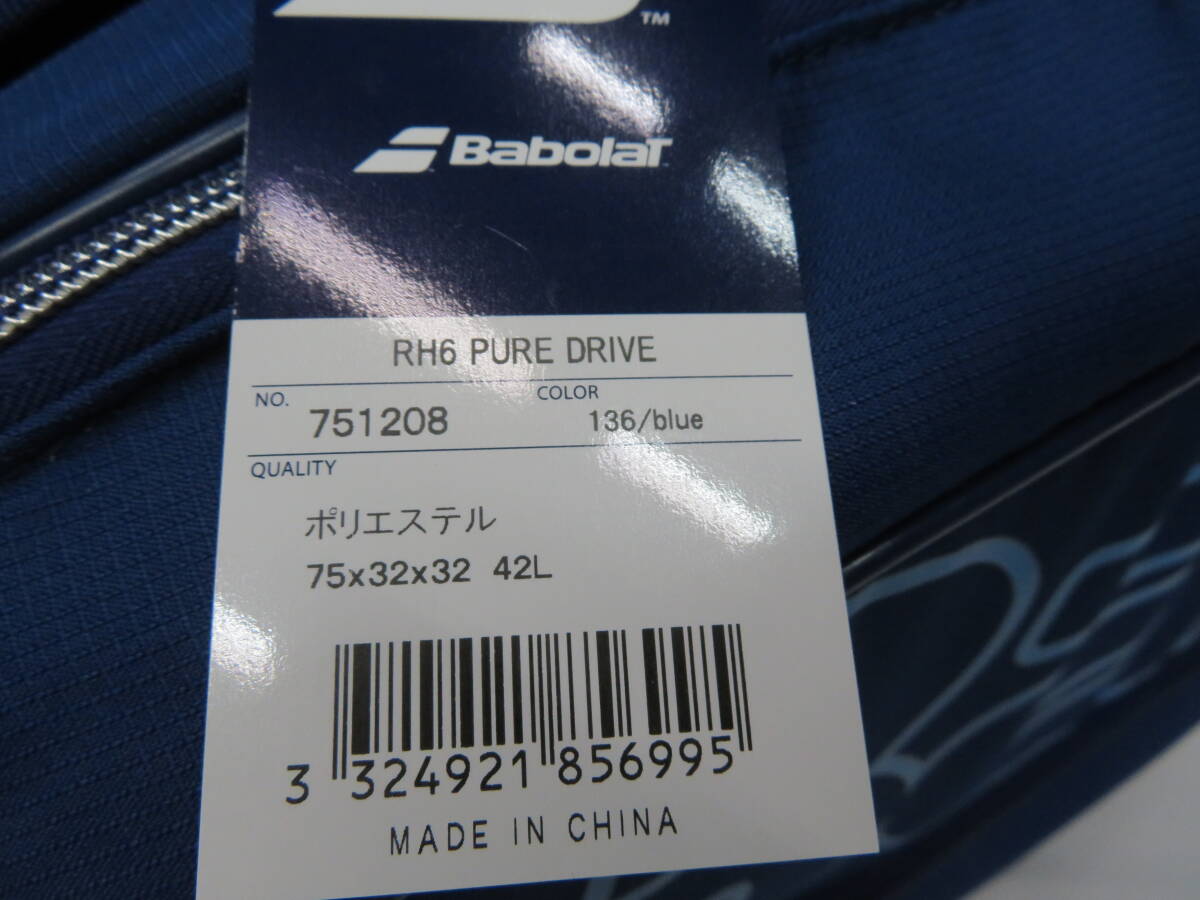 TM
Babolat
RH6 PURE DRIVE
NO. 751208 COLOR 136/blue
QUALITY
ポリエステル
75x32x32 42L
3 324921 856995
MADE IN CHINA